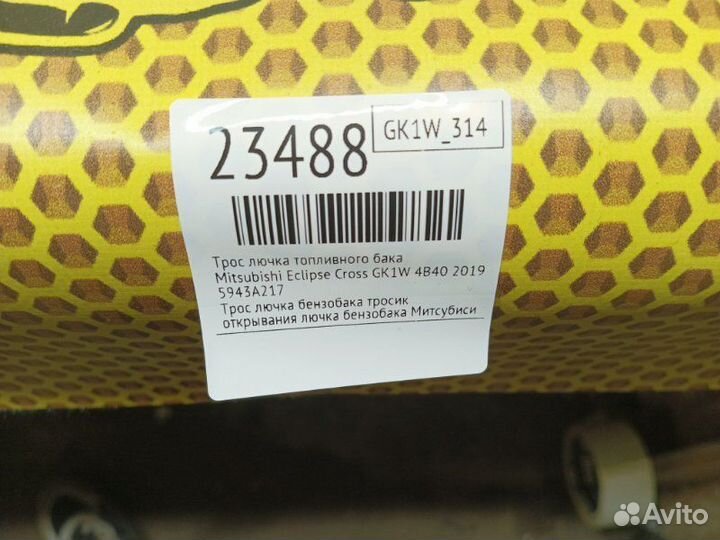 23488
GK1W_314
Трос лючка топливного бака
Mitsubishi Eclipse Cross GK1W 4B40 2019
5943A217
Трос лючка бензобака тросик
открывания лючка бензобака Митсубиси
Avito